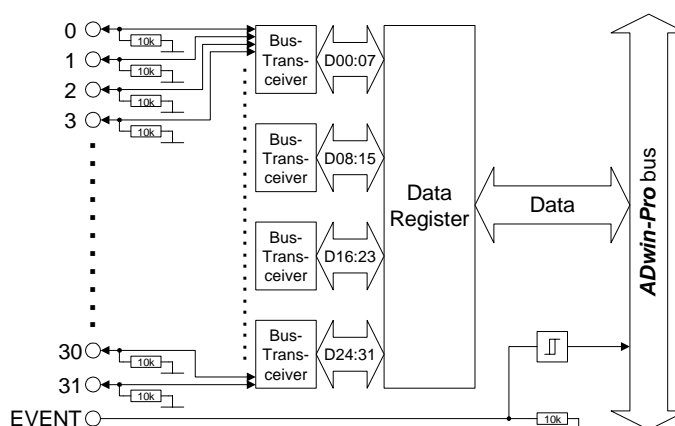 0
10k
1
10k
2
10k
3
10k
Bus-
Trans-
ceiver
D00:07
Bus-
Trans-
ceiver
D08:15
Bus-
Trans-
ceiver
D16:23
Bus-
Trans-
ceiver
D24:31
Data
Register
Data
ADwin-Pro bus
30
10k
31
10k
EVENT
10k